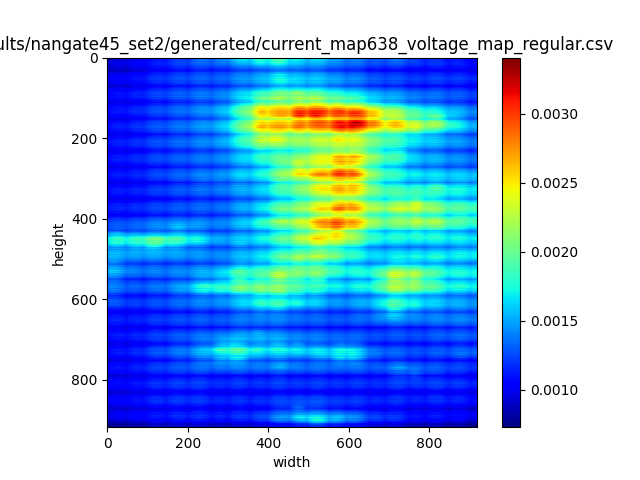 ults/nangate45_set2/generated/current_map638_voltage_map_regular.csv
0
200
400
600
800
height
0 200 400 600 800
width
0.0030
0.0025
0.0020
0.0015
0.0010